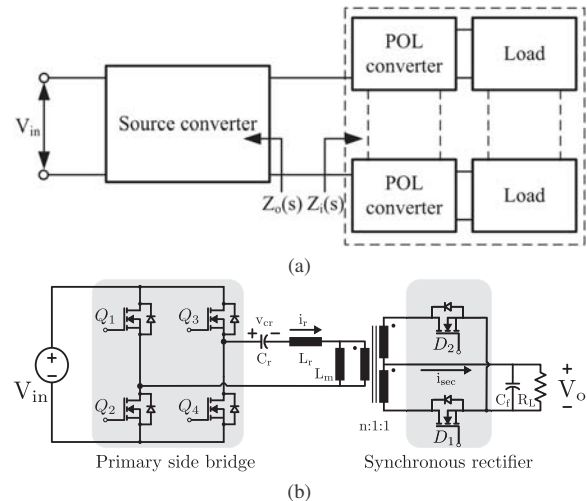 POL
converter
Load
V_in
Source converter
Z_o(s)
Z_i(s)
POL
converter
Load
(a)
Q_1
Q_3
v_cr
+ −
i_r
C_r
L_r
D_2
V_in
+
−
L_m
i_sec
+
V_o
−
C_f
R_L
Q_2
Q_4
n:1:1
D_1
Primary side bridge
Synchronous rectifier
(b)